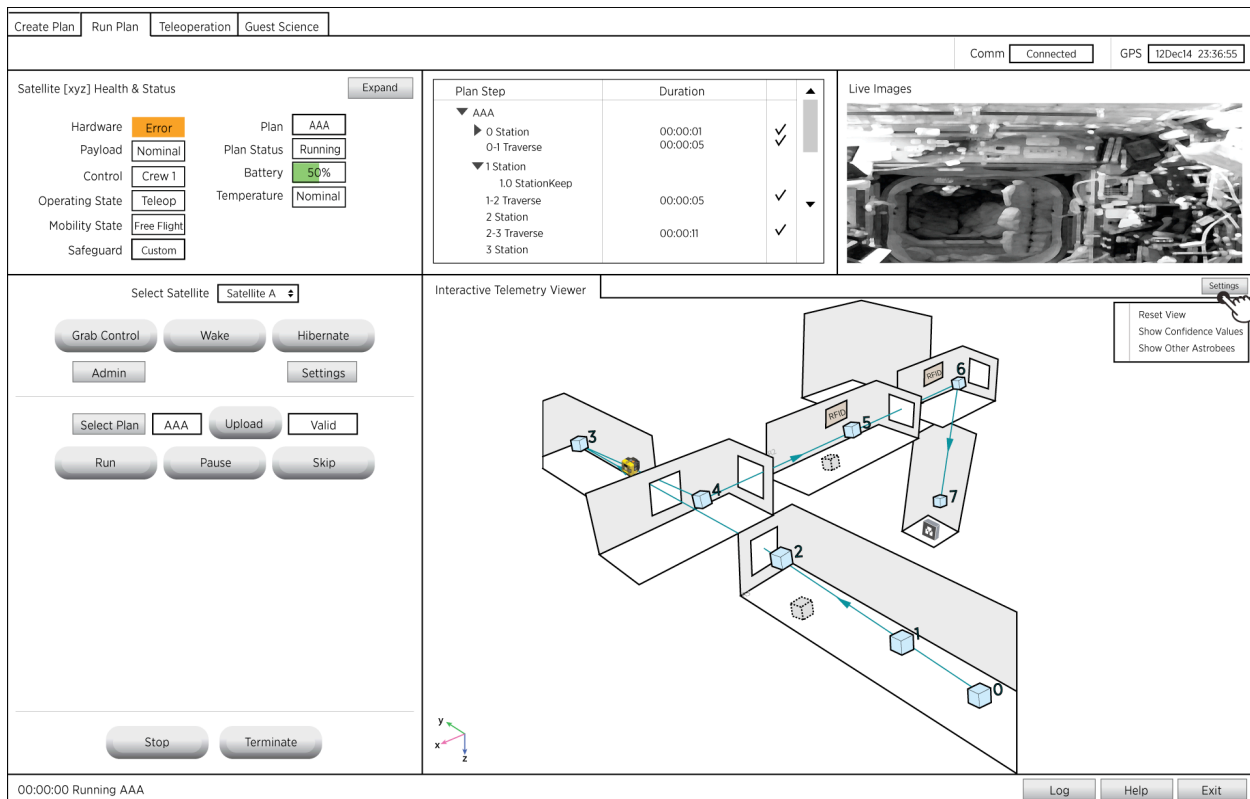 Create Plan Run Plan Teleoperation Guest Science
Comm Connected GPS 12Dec14 23:36:55
Satellite [xyz] Health & Status Expand
Hardware Error Plan AAA
Payload Nominal Plan Status Running
Control Crew 1 Battery 50%
Operating State Teleop Temperature Nominal
Mobility State Free Flight
Safeguard Custom
Plan Step Duration
AAA
0 Station 00:00:01
0-1 Traverse 00:00:05
1 Station
1.0 StationKeep
1-2 Traverse 00:00:05
2 Station
2-3 Traverse 00:00:11
3 Station
Live Images
Select Satellite Satellite A
Grab Control Wake Hibernate
Admin Settings
Select Plan AAA Upload Valid
Run Pause Skip
Stop Terminate
Interactive Telemetry Viewer Settings
Reset View
Show Confidence Values
Show Other Astrobees
6
RFID
RFID
5
3
4
7
2
1
0
y
x
z
00:00:00 Running AAA Log Help Exit